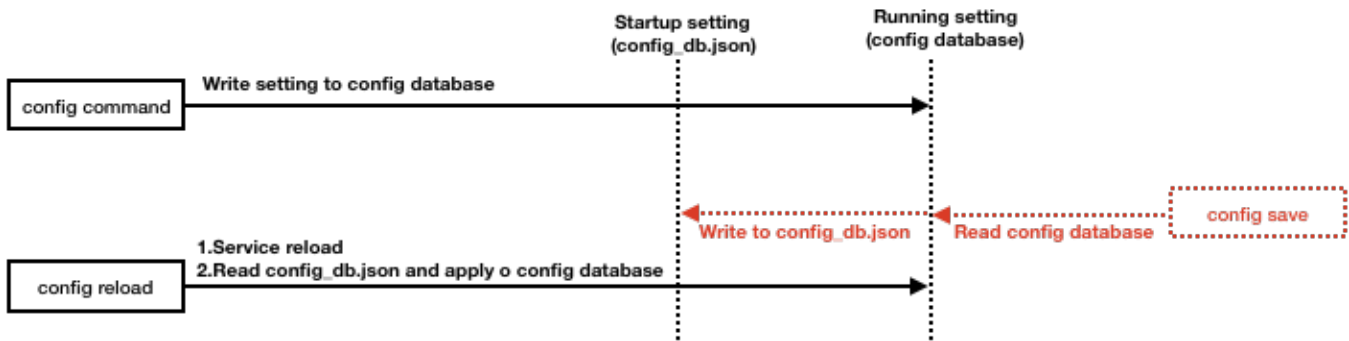 Startup setting
(config_db.json)
Running setting
(config database)
Write setting to config database
config command
config save
Write to config_db.json
Read config database
1.Service reload
2.Read config_db.json and apply o config database
config reload